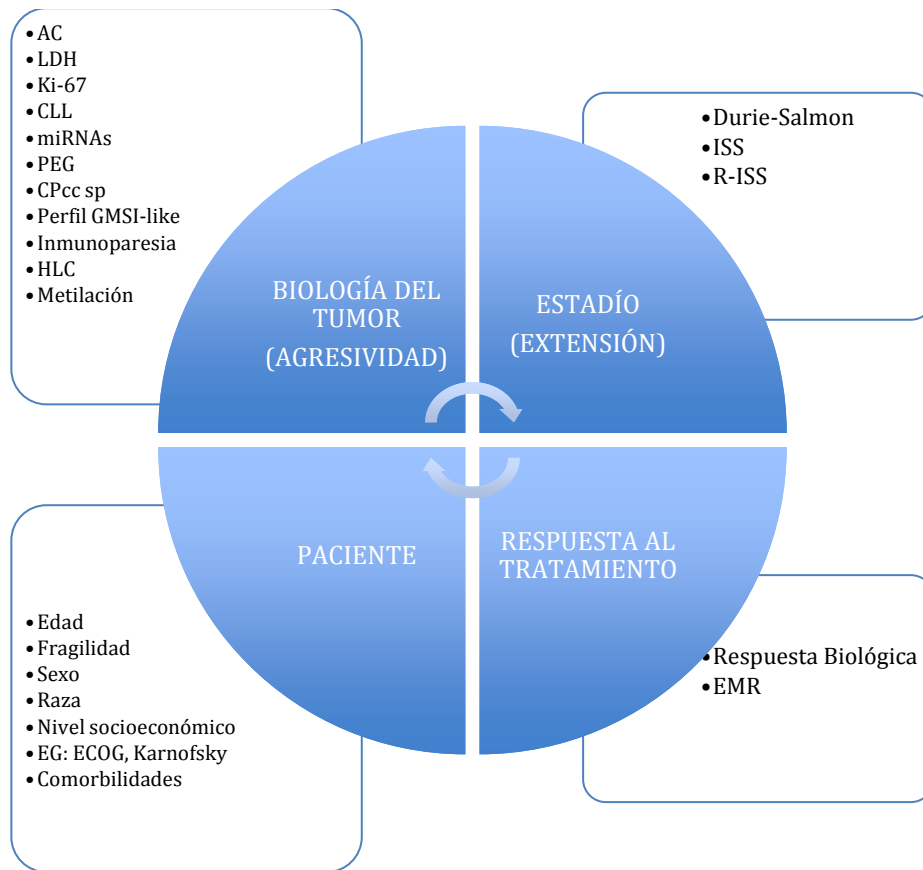 • AC
• LDH
• Ki-67
• CLL
• miRNAs
• PEG
• CPcc sp
• Perfil GMSI-like
• Inmunoparesia
• HLC
• Metilación
• Durie-Salmon
• ISS
• R-ISS
BIOLOGÍA DEL
TUMOR
(AGRESIVIDAD)
ESTADÍO
(EXTENSIÓN)
PACIENTE
RESPUESTA AL
TRATAMIENTO
• Edad
• Fragilidad
• Sexo
• Raza
• Nivel socioeconómico
• EG: ECOG, Karnofsky
• Comorbilidades
• Respuesta Biológica
• EMR